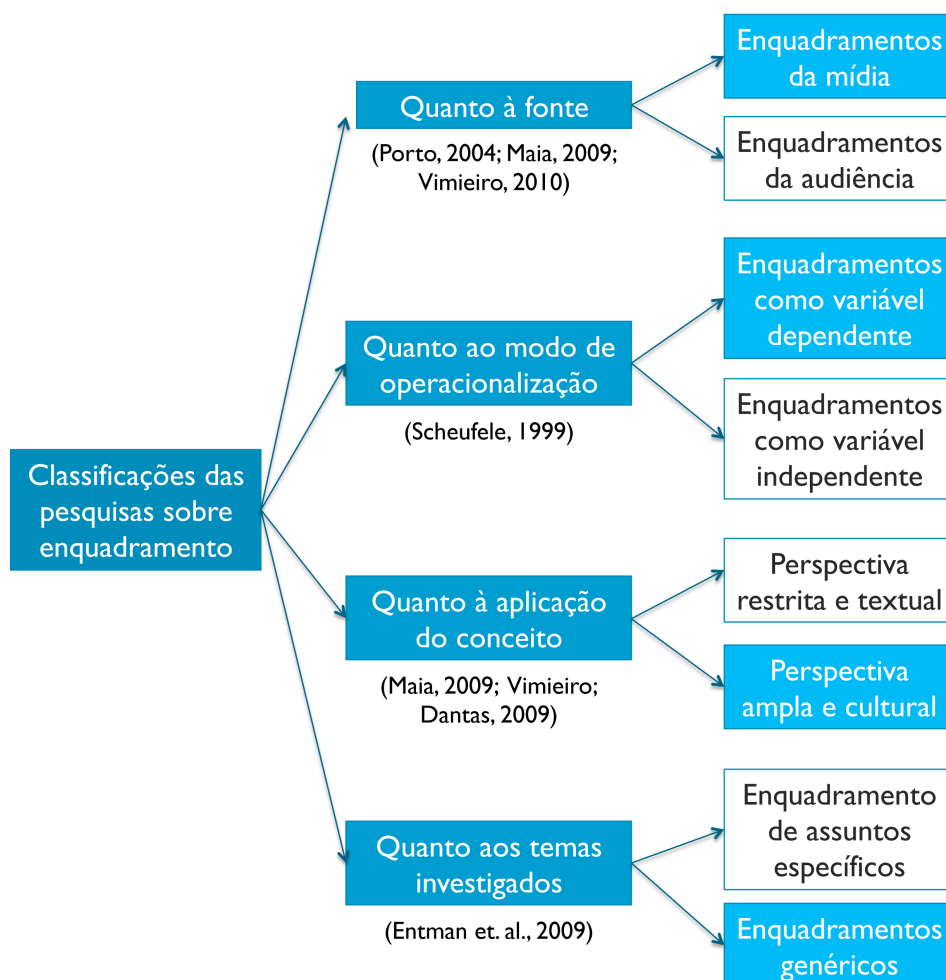 Classificações das
pesquisas sobre
enquadramento
Quanto à fonte
(Porto, 2004; Maia, 2009;
Vimieiro, 2010)
Enquadramentos
da mídia
Enquadramentos
da audiência
Quanto ao modo de
operacionalização
(Scheufele, 1999)
Enquadramentos
como variável
dependente
Enquadramentos
como variável
independente
Quanto à aplicação
do conceito
(Maia, 2009; Vimieiro;
Dantas, 2009)
Perspectiva
restrita e textual
Perspectiva
ampla e cultural
Quanto aos temas
investigados
(Entman et. al., 2009)
Enquadramento
de assuntos
específicos
Enquadramentos
genéricos